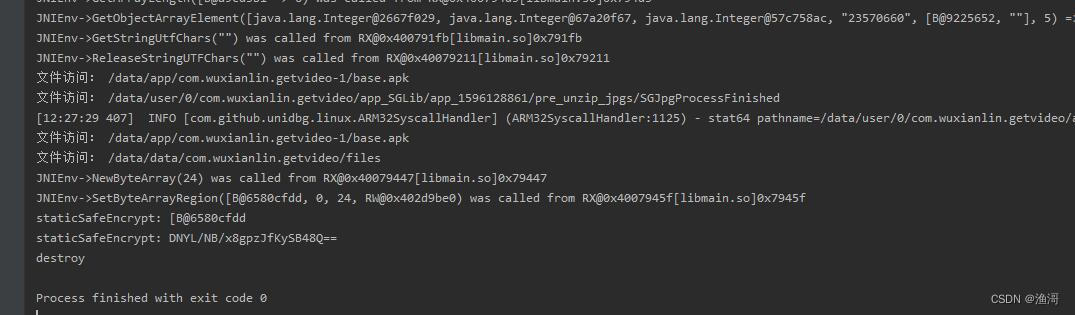 JNIEnv->GetObjectArrayElement([java.lang.Integer@2667f029, java.lang.Integer@67a20f67, java.lang.Integer@57c758ac, "23570660", [B@9225652, ""], 5) =
JNIEnv->GetStringUtfChars("") was called from RX@0x400791fb[libmain.so]0x791fb
JNIEnv->ReleaseStringUTFChars("") was called from RX@0x40079211[libmain.so]0x79211
文件访问: /data/app/com.wuxianlin.getvideo-1/base.apk
文件访问: /data/user/0/com.wuxianlin.getvideo/app_SGLib/app_1596128861/pre_unzip_jpgs/SGJpgProcessFinished
[12:27:29 407]  INFO [com.github.unidbg.linux.ARM32SyscallHandler] (ARM32SyscallHandler:1125) - stat64 pathname=/data/user/0/com.wuxianlin.getvideo/
文件访问: /data/app/com.wuxianlin.getvideo-1/base.apk
文件访问: /data/data/com.wuxianlin.getvideo/files
JNIEnv->NewByteArray(24) was called from RX@0x40079447[libmain.so]0x79447
JNIEnv->SetByteArrayRegion([B@6580cfdd, 0, 24, RW@0x402d9be0) was called from RX@0x4007945f[libmain.so]0x7945f
staticSafeEncrypt: [B@6580cfdd
staticSafeEncrypt: DNYL/NB/x8gpzJfKySB48Q==
destroy
Process finished with exit code 0
CSDN @渔滒